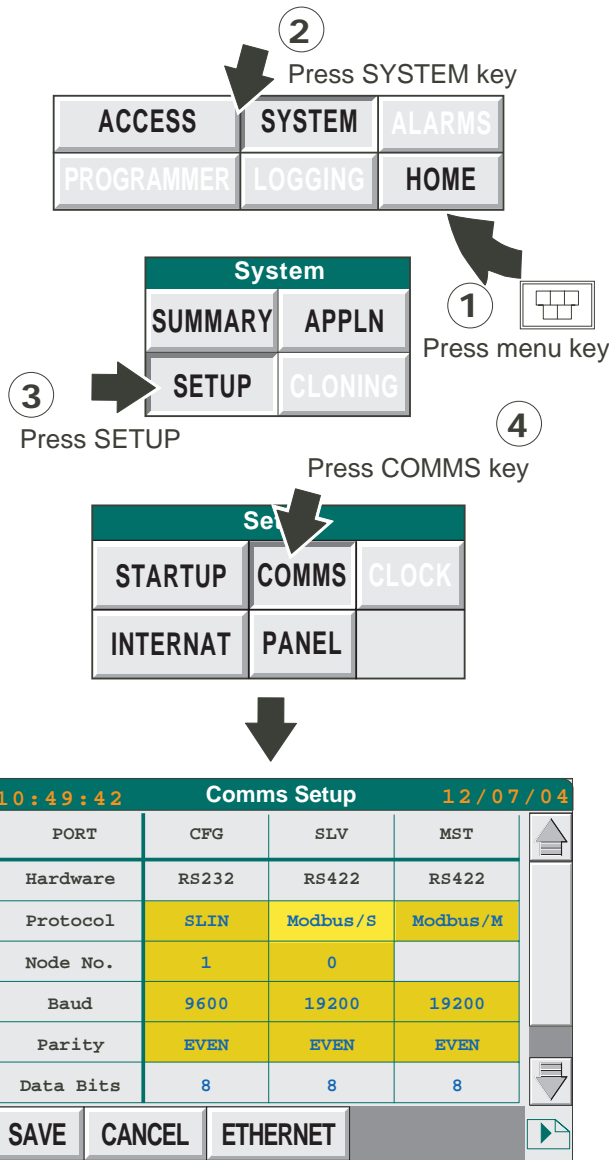 2
Press SYSTEM key
ACCESS SYSTEM ALARMS
PROGRAMMER LOGGING HOME
System
SUMMARY APPLN
SETUP CLONING
1
Press menu key
3
Press SETUP
4
Press COMMS key
Set
STARTUP COMMS CLOCK
INTERNAT PANEL
10:49:42 Comms Setup 12/07/04
PORT CFG SLV MST
Hardware RS232 RS422 RS422
Protocol SLIN Modbus/S Modbus/M
Node No. 1 0
Baud 9600 19200 19200
Parity EVEN EVEN EVEN
Data Bits 8 8 8
SAVE CANCEL ETHERNET